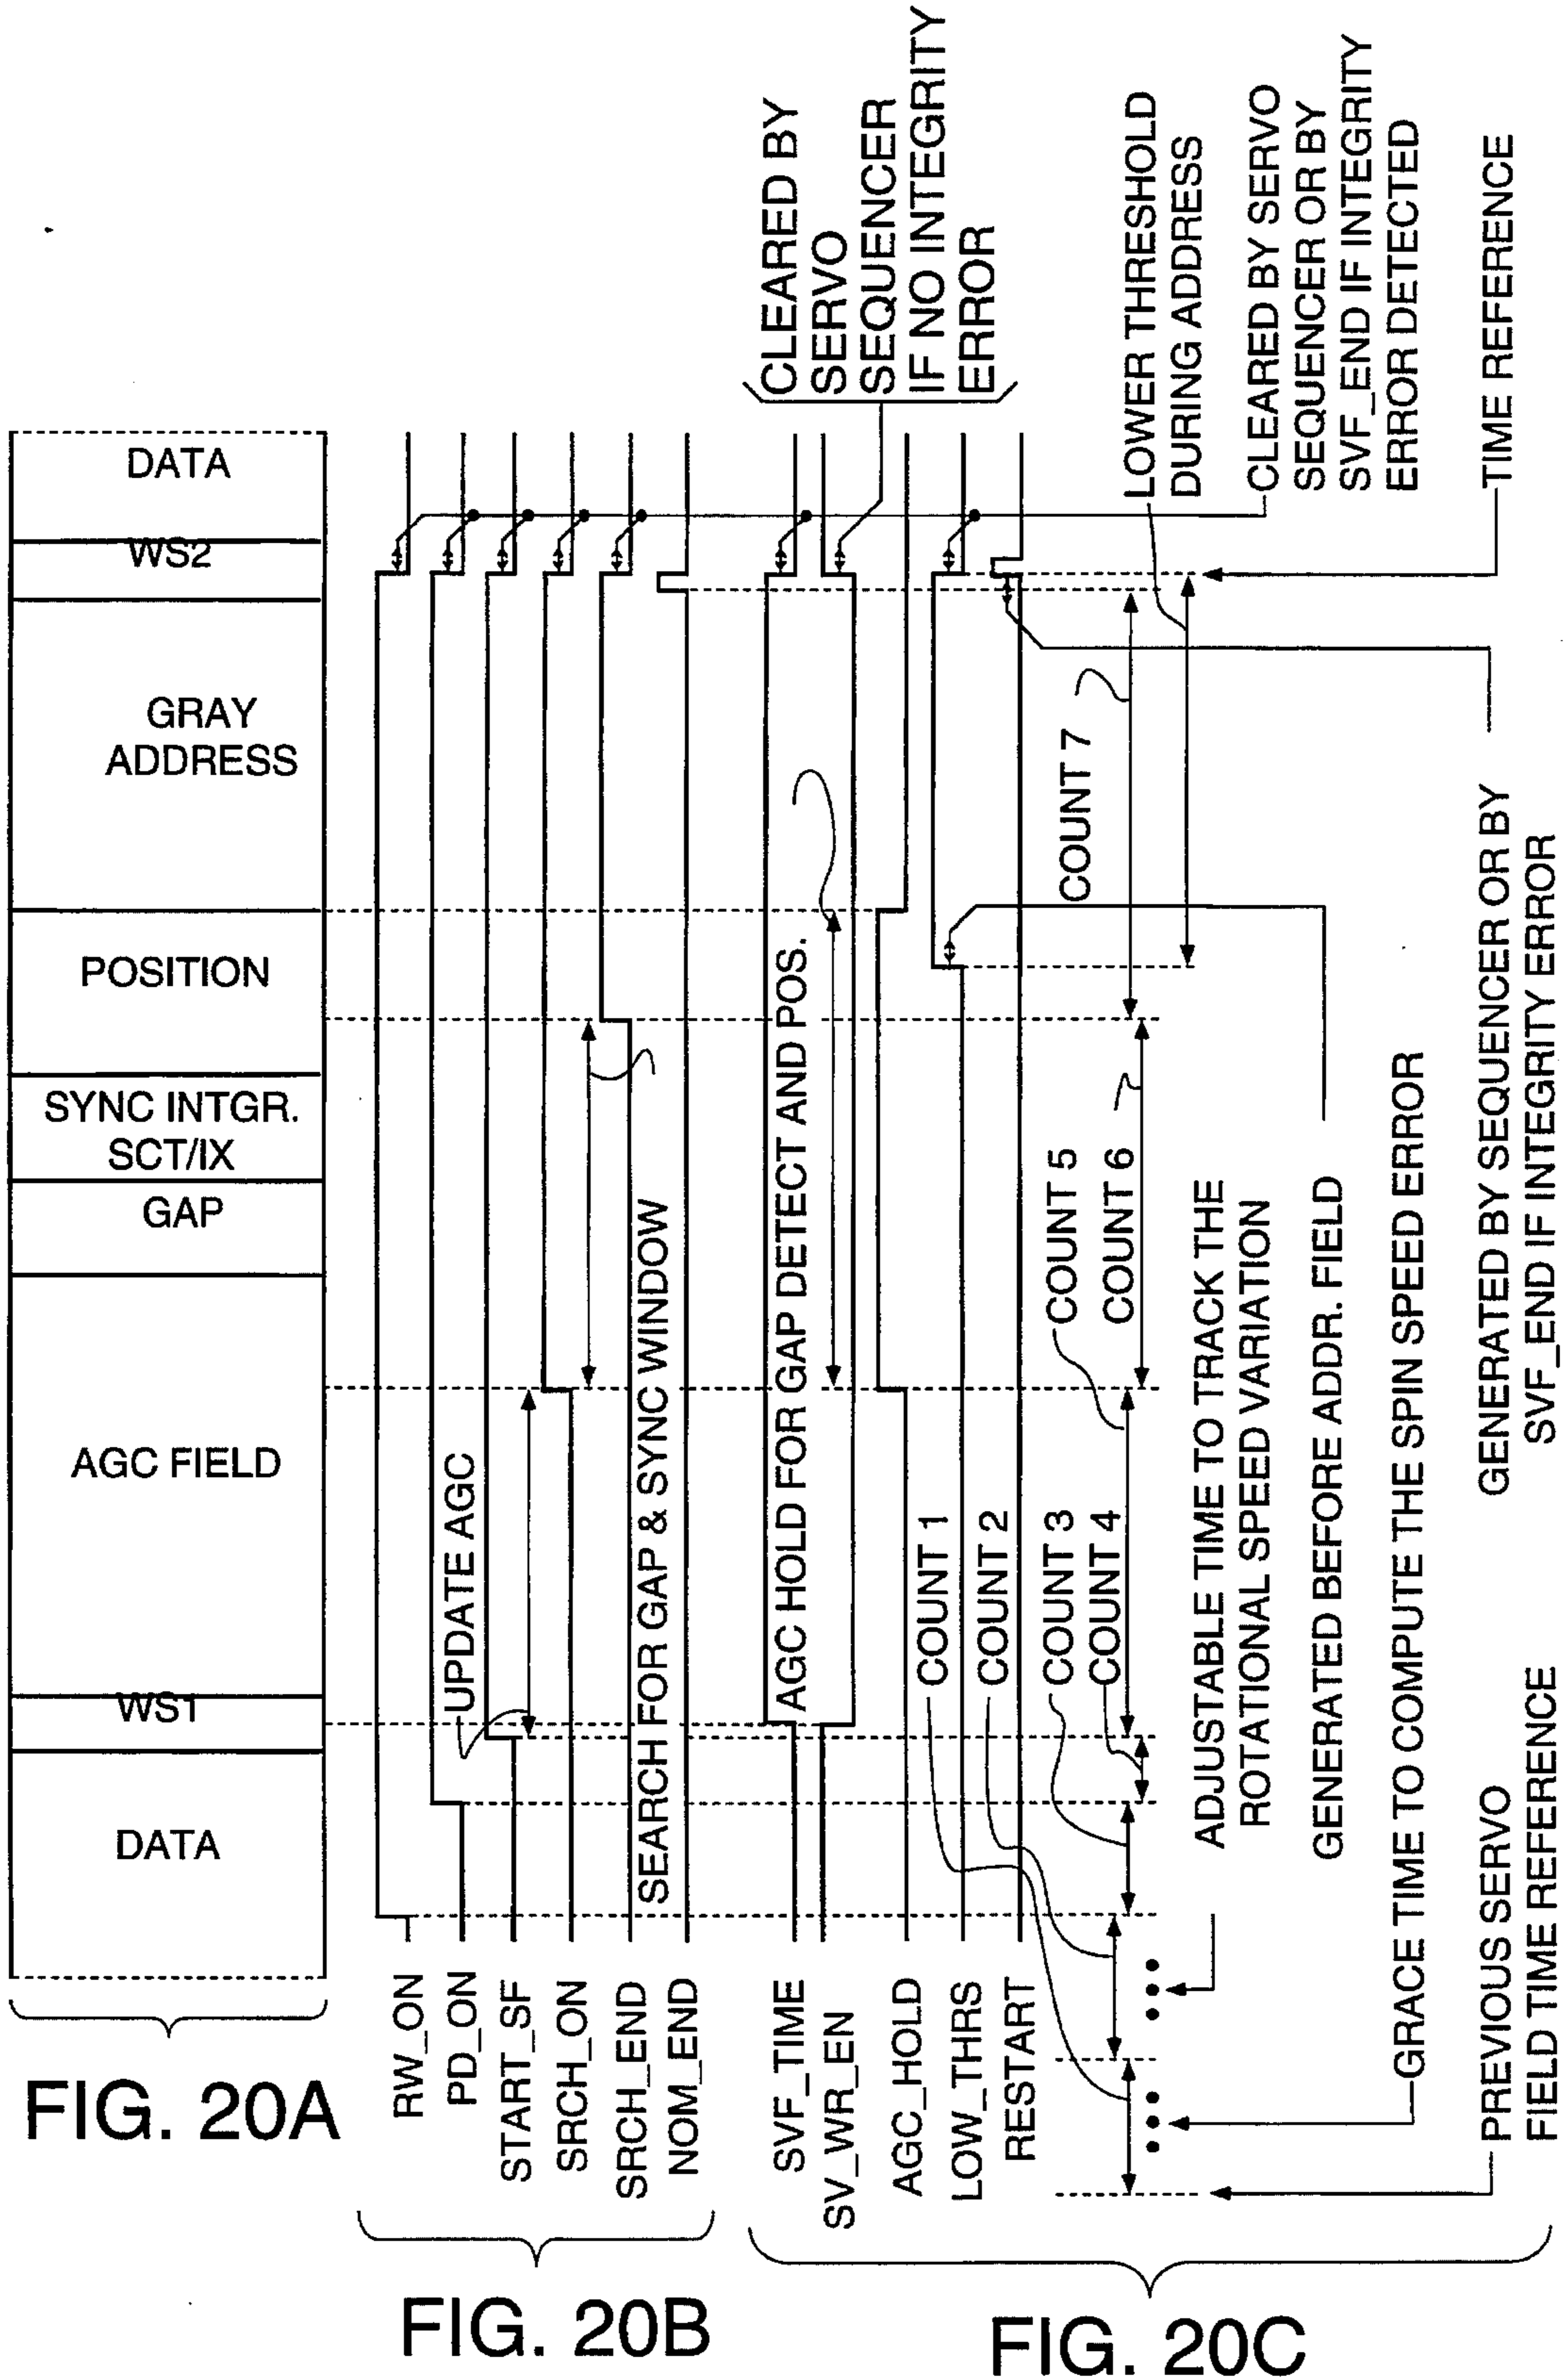 DATA
WS1
AGC FIELD
GAP
SYNC INTGR.
SCT/IX
POSITION
GRAY
ADDRESS
WS2
DATA
FIG. 20A
RW_ON
PD_ON
START_SF
SRCH_ON
SRCH_END
NOM_END
UPDATE AGC
SEARCH FOR GAP & SYNC WINDOW
FIG. 20B
SVF_TIME
SV_WR_EN
AGC_HOLD
LOW_THRS
RESTART
AGC HOLD FOR GAP DETECT AND POS.
CLEARED BY
SERVO
SEQUENCER
IF NO INTEGRITY
ERROR
COUNT 1
COUNT 2
COUNT 3
COUNT 4
COUNT 5
COUNT 6
COUNT 7
LOWER THRESHOLD
DURING ADDRESS
CLEARED BY SERVO
SEQUENCER OR BY
SVF_END IF INTEGRITY
ERROR DETECTED
TIME REFERENCE
ADJUSTABLE TIME TO TRACK THE
ROTATIONAL SPEED VARIATION
GENERATED BEFORE ADDR. FIELD
GRACE TIME TO COMPUTE THE SPIN SPEED ERROR
PREVIOUS SERVO
FIELD TIME REFERENCE
GENERATED BY SEQUENCER OR BY
SVF_END IF INTEGRITY ERROR
FIG. 20C